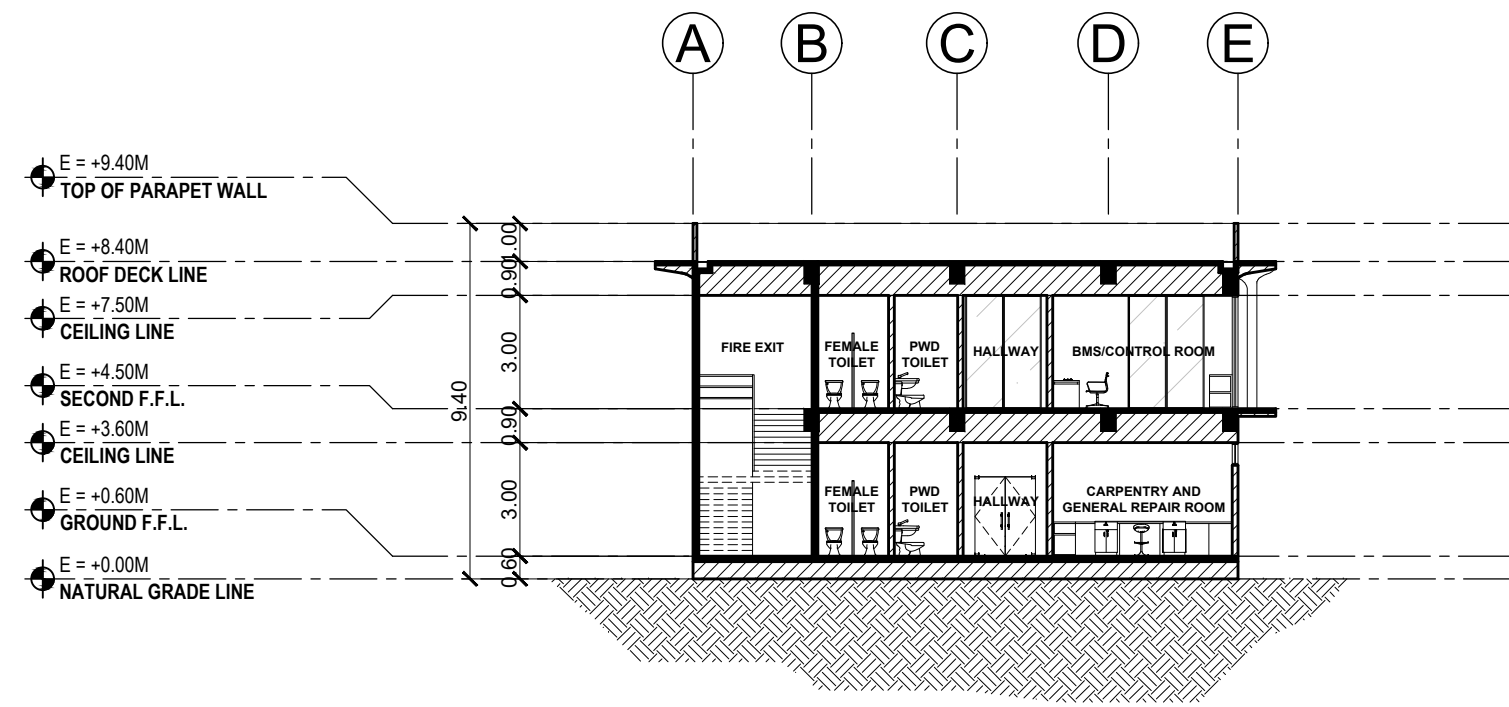 A B C D E
E = +9.40M
TOP OF PARAPET WALL
E = +8.40M
ROOF DECK LINE
E = +7.50M
CEILING LINE
E = +4.50M
SECOND F.F.L.
E = +3.60M
CEILING LINE
E = +0.60M
GROUND F.F.L.
E = +0.00M
NATURAL GRADE LINE
9.40
1.00
0.90
3.00
0.90
3.00
0.60
FIRE EXIT
FEMALE
TOILET
PWD
TOILET
HALLWAY
BMS/CONTROL ROOM
FEMALE
TOILET
PWD
TOILET
HALLWAY
CARPENTRY AND
GENERAL REPAIR ROOM